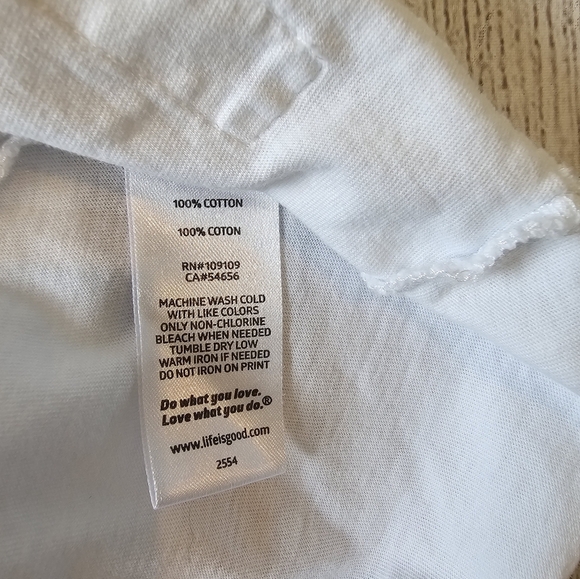 100% COTTON
100% COTON
RN#109109
CA#54656
MACHINE WASH COLD
WITH LIKE COLORS
ONLY NON-CHLORINE
BLEACH WHEN NEEDED
TUMBLE DRY LOW
WARM IRON IF NEEDED
DO NOT IRON ON PRINT
Do what you love.
Love what you do.®
www.lifeisgood.com
2554